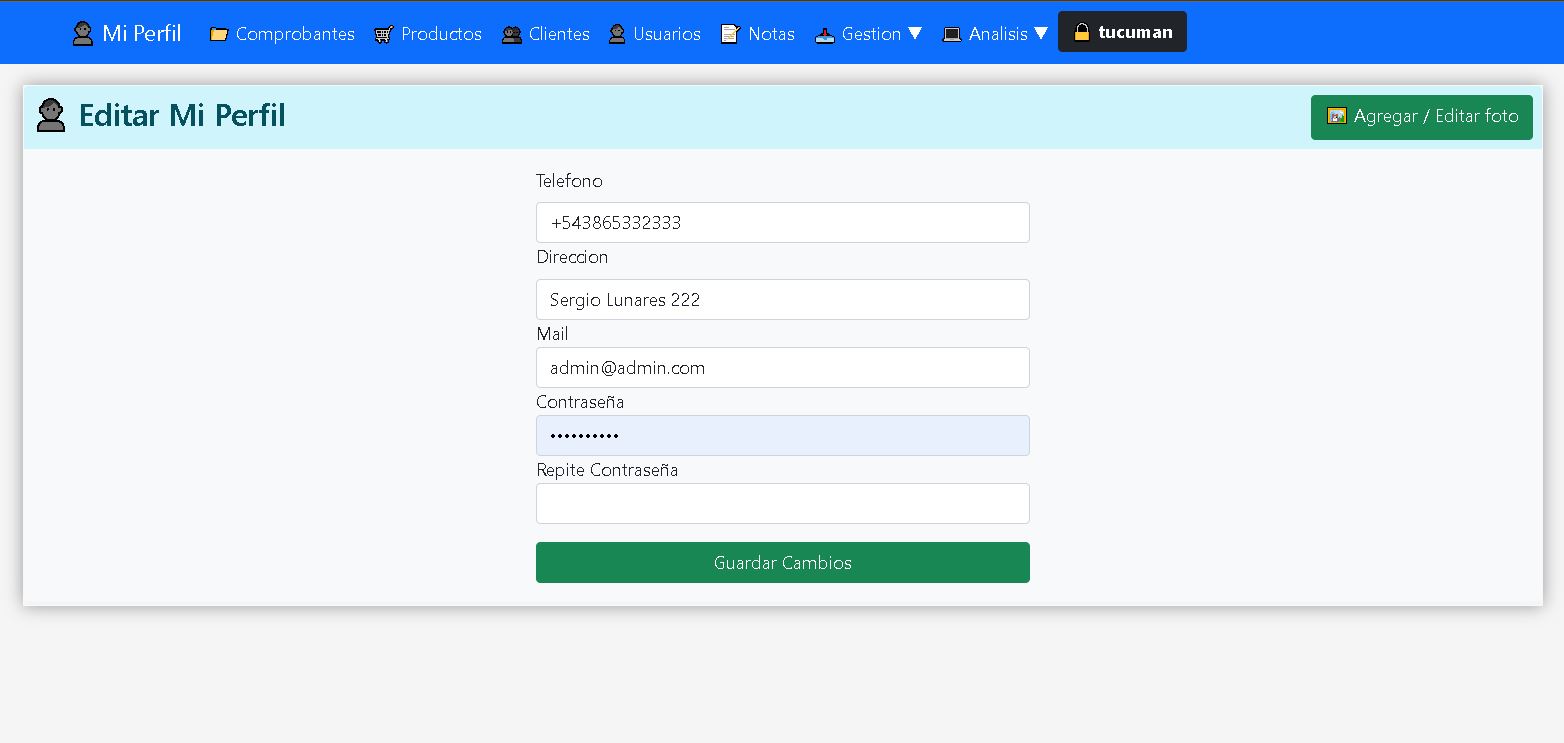 Mi Perfil Comprobantes Productos Clientes Usuarios Notas Gestion ▼ Analisis ▼ tucuman
Editar Mi Perfil
Agregar / Editar foto
Telefono
+543865332333
Direccion
Sergio Lunares 222
Mail
admin@admin.com
Contraseña
••••••••••
Repite Contraseña
Guardar Cambios